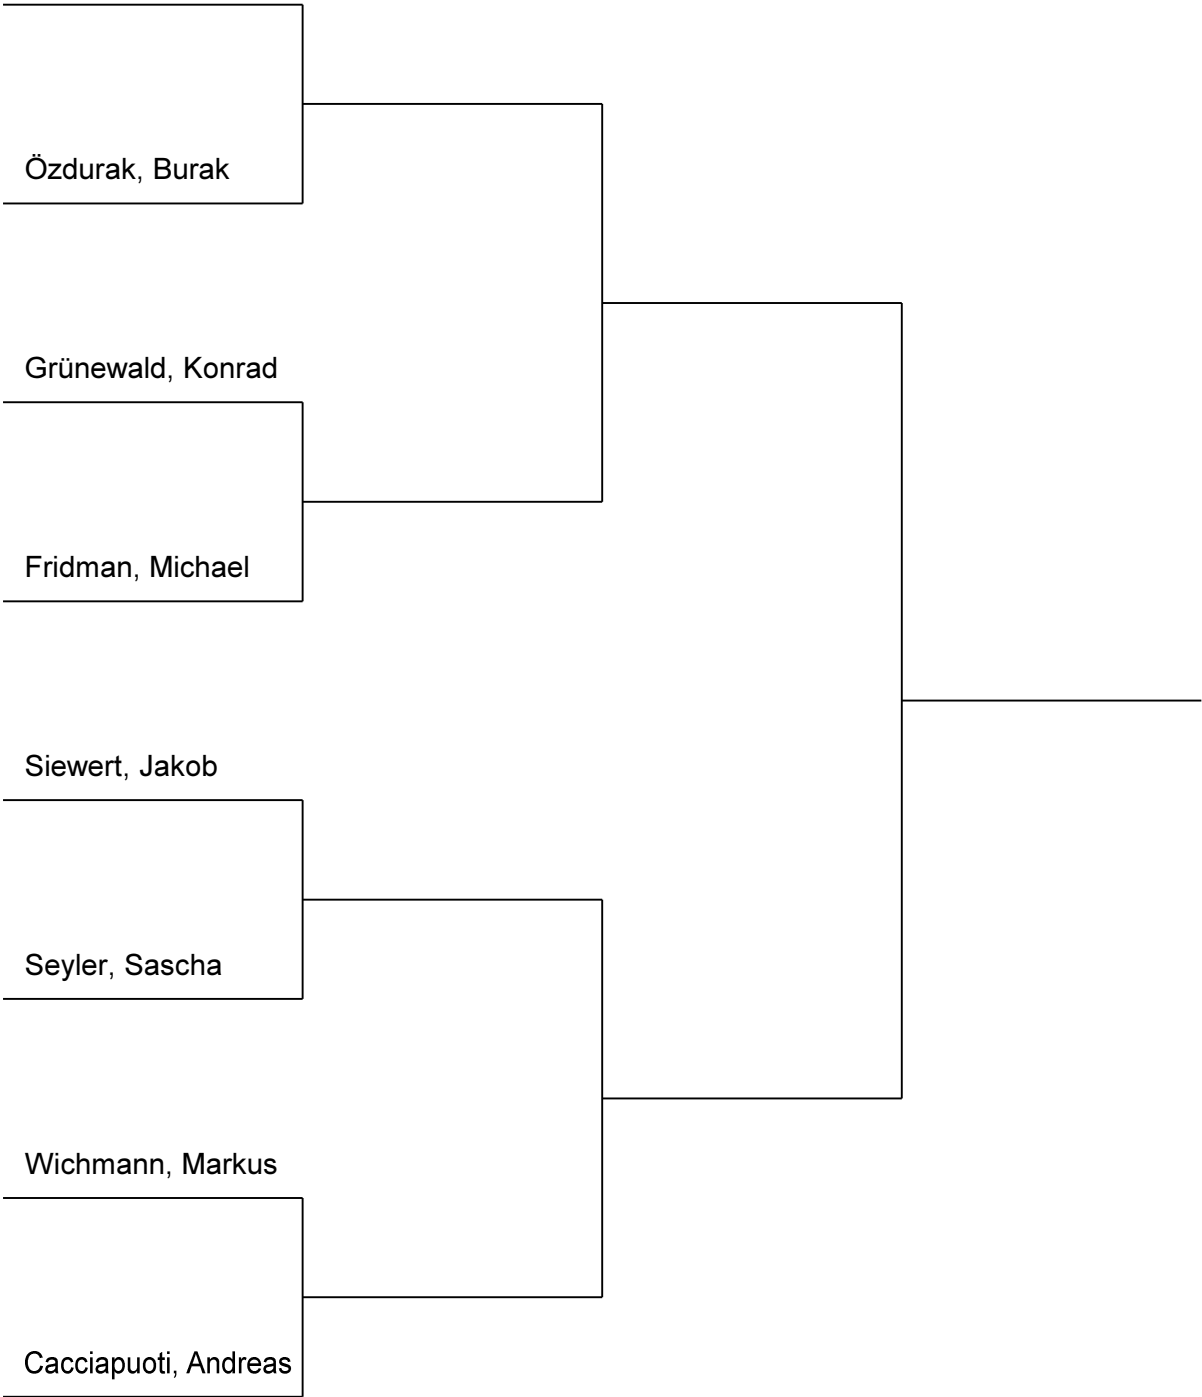 Özdurak, Burak
Grünewald, Konrad
Fridman, Michael
Siewert, Jakob
Seyler, Sascha
Wichmann, Markus
Cacciapuoti, Andreas